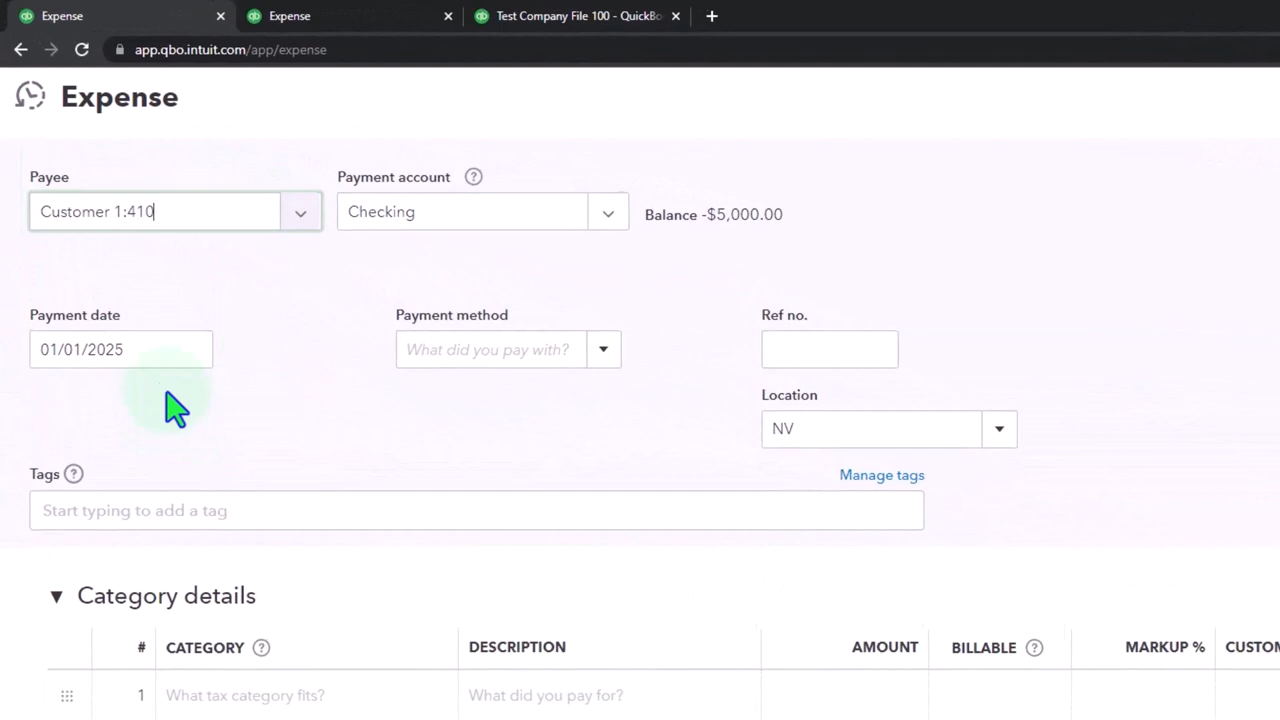 Expense
Expense
Test Company File 100 - QuickBo
app.qbo.intuit.com/app/expense
Expense
Payee
Payment account ?
Customer 1:410
Checking
Balance -$5,000.00
Payment date
Payment method
Ref no.
01/01/2025
What did you pay with?
Location
NV
Tags ?
Manage tags
Start typing to add a tag
Category details
# CATEGORY ? DESCRIPTION AMOUNT BILLABLE ? MARKUP % CUSTOM
1 What tax category fits? What did you pay for?